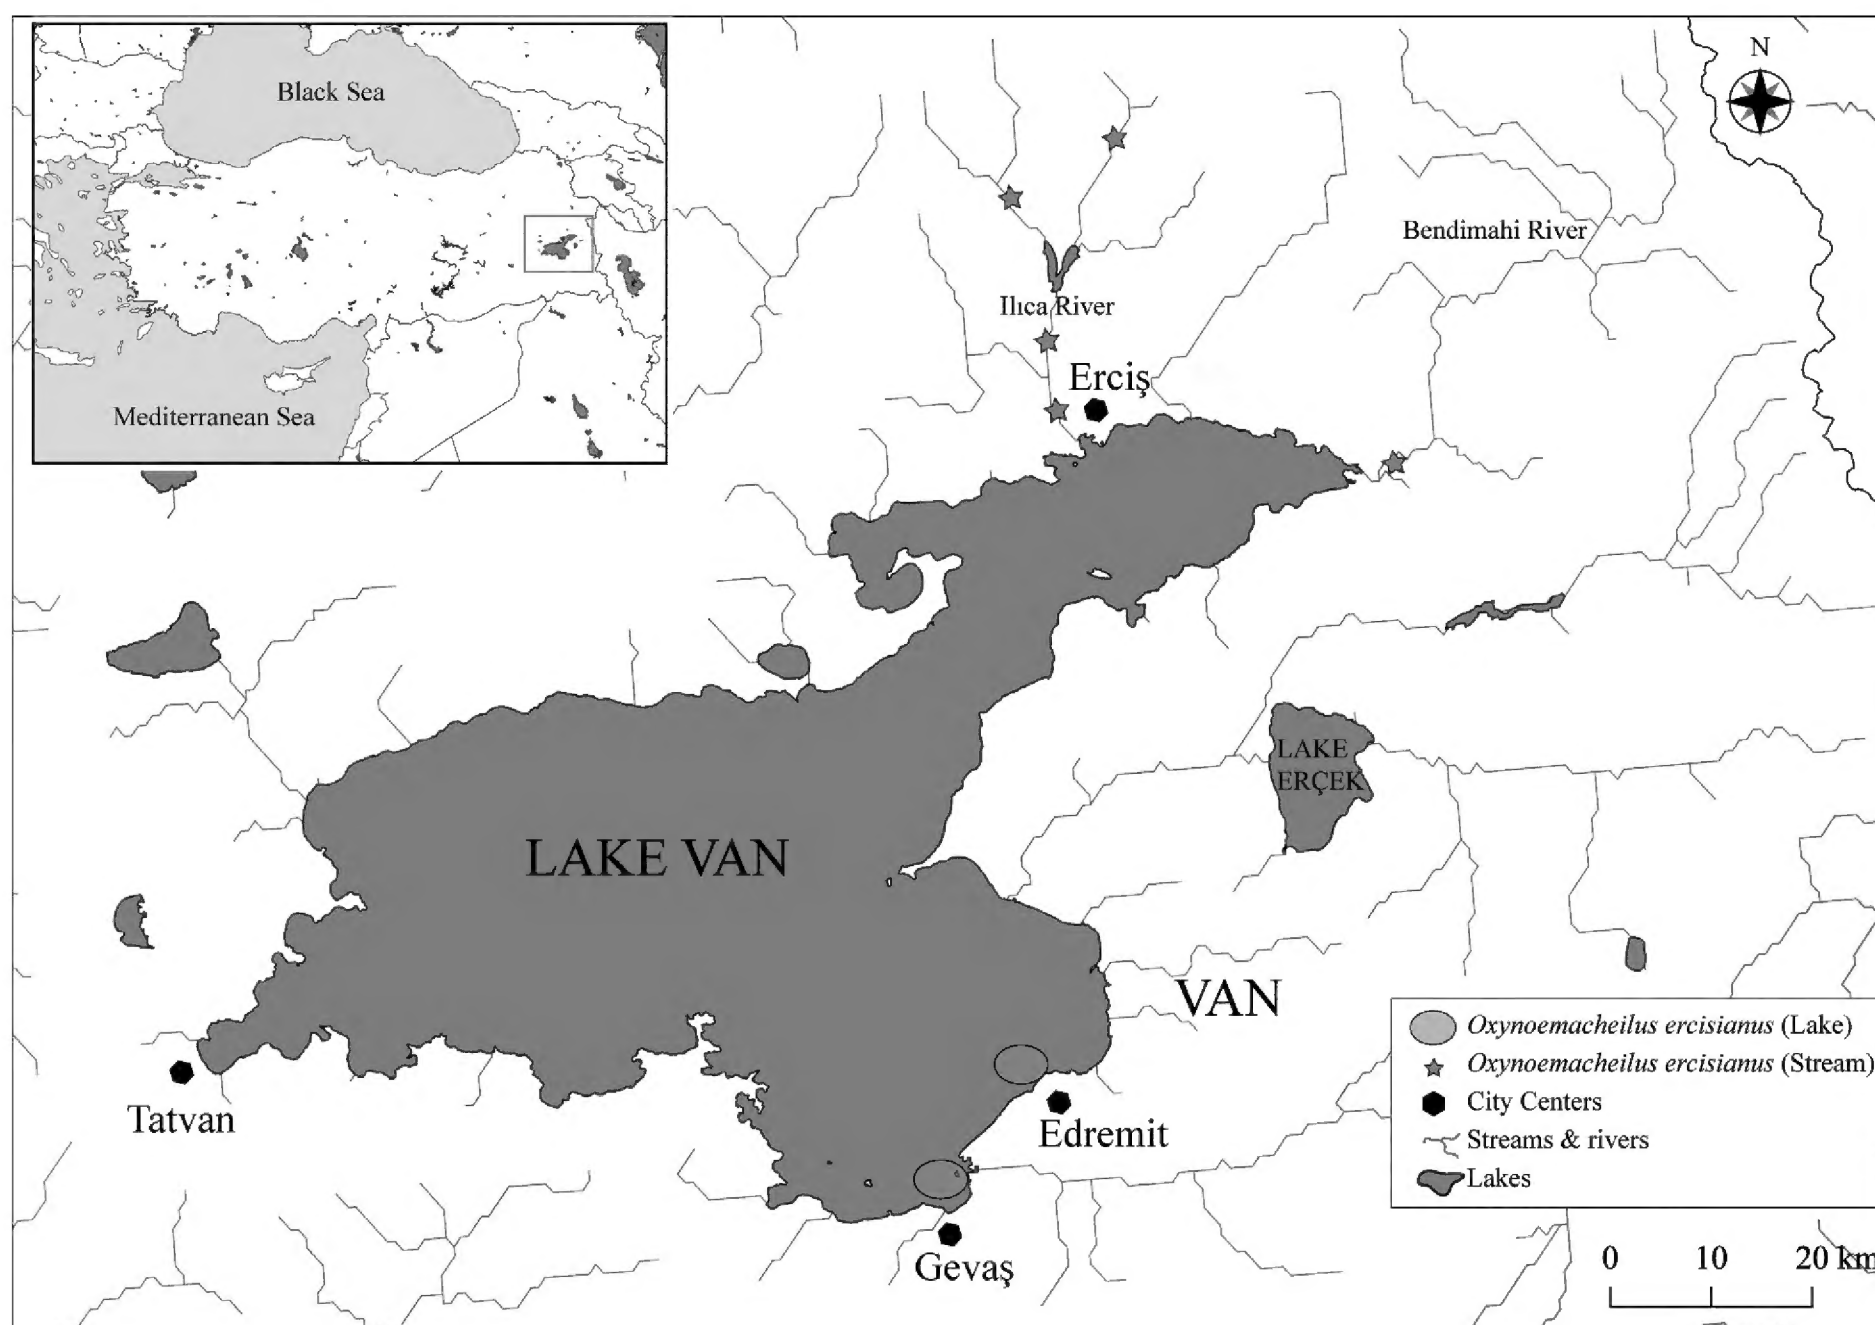 Black Sea
Mediterranean Sea
N
Bendimahi River
Ilıca River
Erciş
LAKE
ERÇEK
LAKE VAN
VAN
Tatvan
Edremit
Gevaş
Oxynoemacheilus ercisianus (Lake)
Oxynoemacheilus ercisianus (Stream)
City Centers
Streams & rivers
Lakes
0 10 20 km